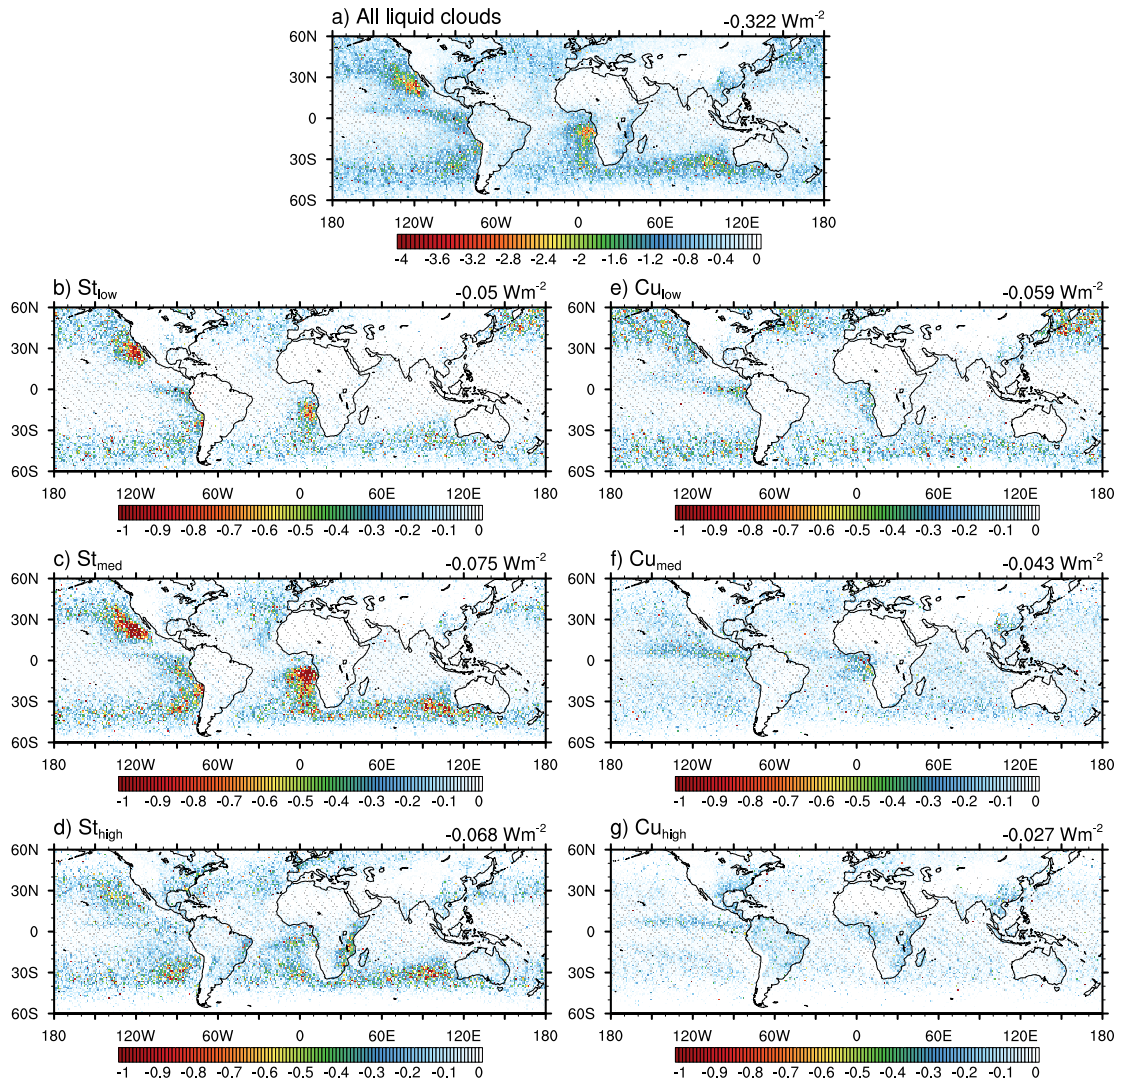 a) All liquid clouds -0.322 Wm-2
60N
30N
0
30S
60S
180 120W 60W 0 60E 120E 180
-4 -3.6 -3.2 -2.8 -2.4 -2 -1.6 -1.2 -0.8 -0.4 0
b) Stlow -0.05 Wm-2
60N
30N
0
30S
60S
180 120W 60W 0 60E 120E 180
-1 -0.9 -0.8 -0.7 -0.6 -0.5 -0.4 -0.3 -0.2 -0.1 0
e) Culow -0.059 Wm-2
60N
30N
0
30S
60S
180 120W 60W 0 60E 120E 180
-1 -0.9 -0.8 -0.7 -0.6 -0.5 -0.4 -0.3 -0.2 -0.1 0
c) Stmed -0.075 Wm-2
60N
30N
0
30S
60S
180 120W 60W 0 60E 120E 180
-1 -0.9 -0.8 -0.7 -0.6 -0.5 -0.4 -0.3 -0.2 -0.1 0
f) Cumed -0.043 Wm-2
60N
30N
0
30S
60S
180 120W 60W 0 60E 120E 180
-1 -0.9 -0.8 -0.7 -0.6 -0.5 -0.4 -0.3 -0.2 -0.1 0
d) Sthigh -0.068 Wm-2
60N
30N
0
30S
60S
180 120W 60W 0 60E 120E 180
-1 -0.9 -0.8 -0.7 -0.6 -0.5 -0.4 -0.3 -0.2 -0.1 0
g) Cuhigh -0.027 Wm-2
60N
30N
0
30S
60S
180 120W 60W 0 60E 120E 180
-1 -0.9 -0.8 -0.7 -0.6 -0.5 -0.4 -0.3 -0.2 -0.1 0